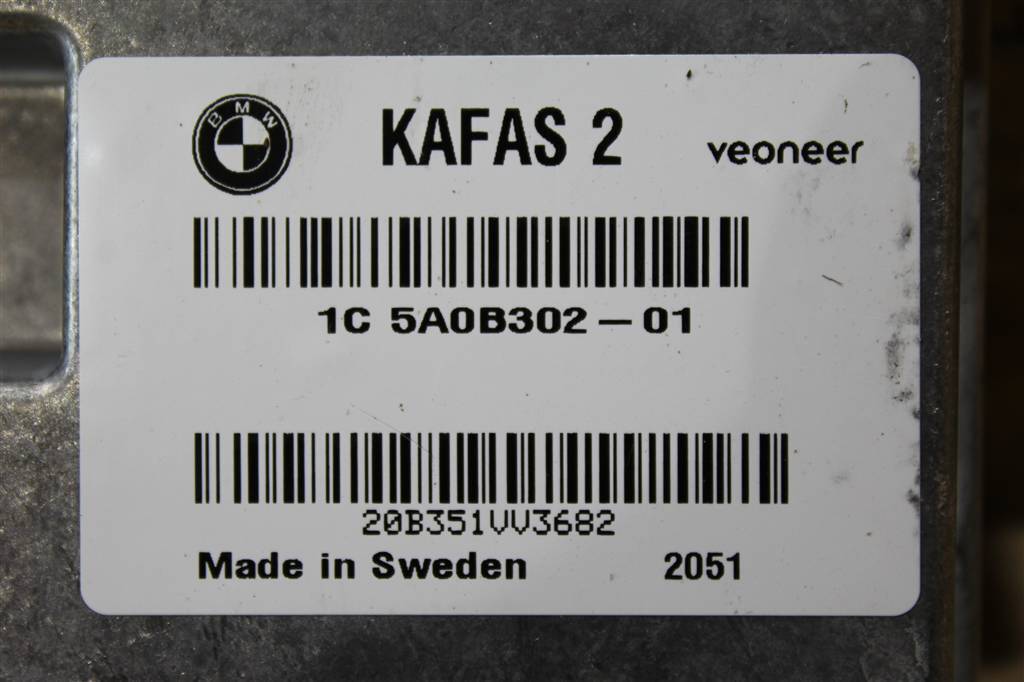 BMW
KAFAS 2
veoneer
1C 5A0B302-01
20B351VV3682
Made in Sweden 2051